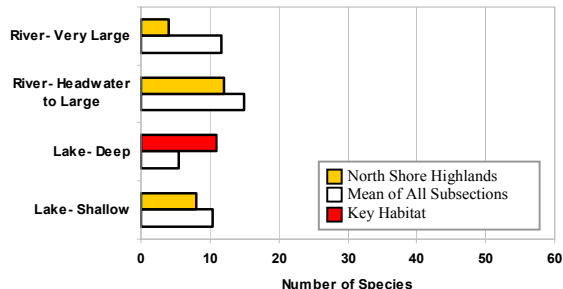 River- Very Large
River- Headwater
to Large
Lake- Deep
Lake- Shallow
North Shore Highlands
Mean of All Subsections
Key Habitat
0 10 20 30 40 50 60
Number of Species